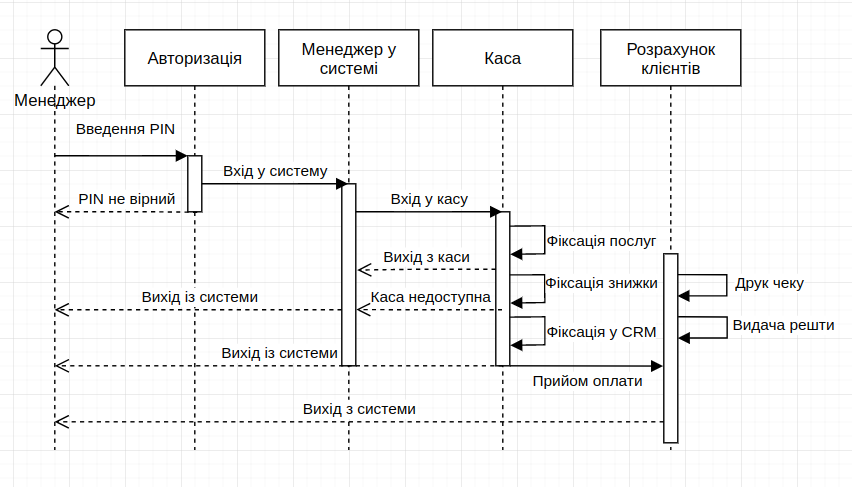 Авторизація
Менеджер у
системі
Каса
Розрахунок
клієнтів
Менеджер
Введення PIN
Вхід у систему
PIN не вірний
Вхід у касу
Фіксація послуг
Вихід з каси
Фіксація знижки
Друк чеку
Вихід із системи
Каса недоступна
Фіксація у CRM
Видача решти
Вихід із системи
Прийом оплати
Вихід з системи